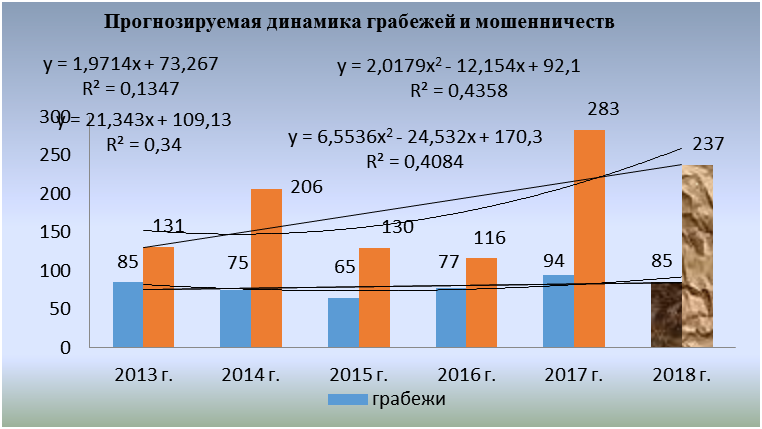 Прогнозируемая динамика грабежей и мошенничеств
y = 1,9714x + 73,267
R² = 0,1347
y = 2,0179x² - 12,154x + 92,1
R² = 0,4358
y = 21,343x + 109,13
R² = 0,34
y = 6,5536x² - 24,532x + 170,3
R² = 0,4084
300
250
200
150
100
50
0
85 131 75 206 65 130 77 116 94 283 85 237
2013 г. 2014 г. 2015 г. 2016 г. 2017 г. 2018 г.
грабежи